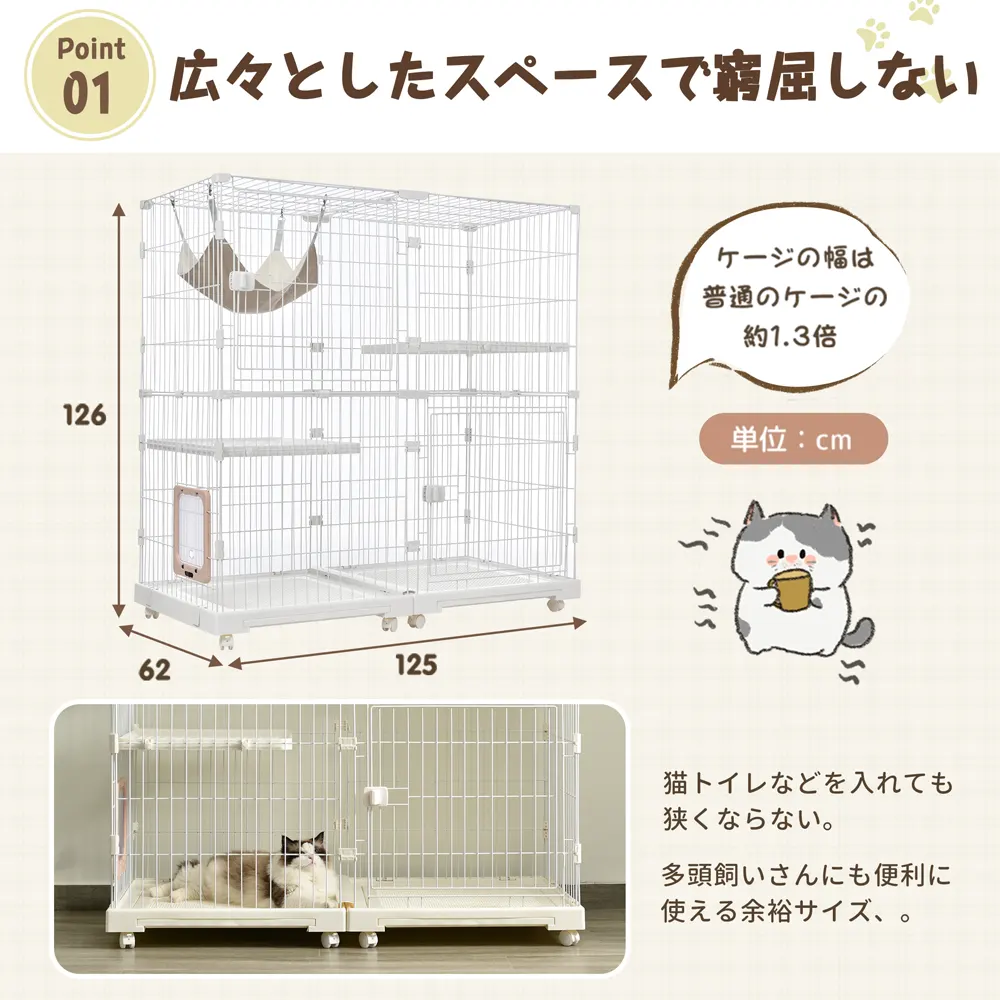 Point
01
広々としたスペースで窮屈しない
ケージの幅は
普通のケージの
約1.3倍
単位：cm
126
62
125
猫トイレなどを入れても
狭くならない。
多頭飼いさんにも便利に
使える余裕サイズ、。